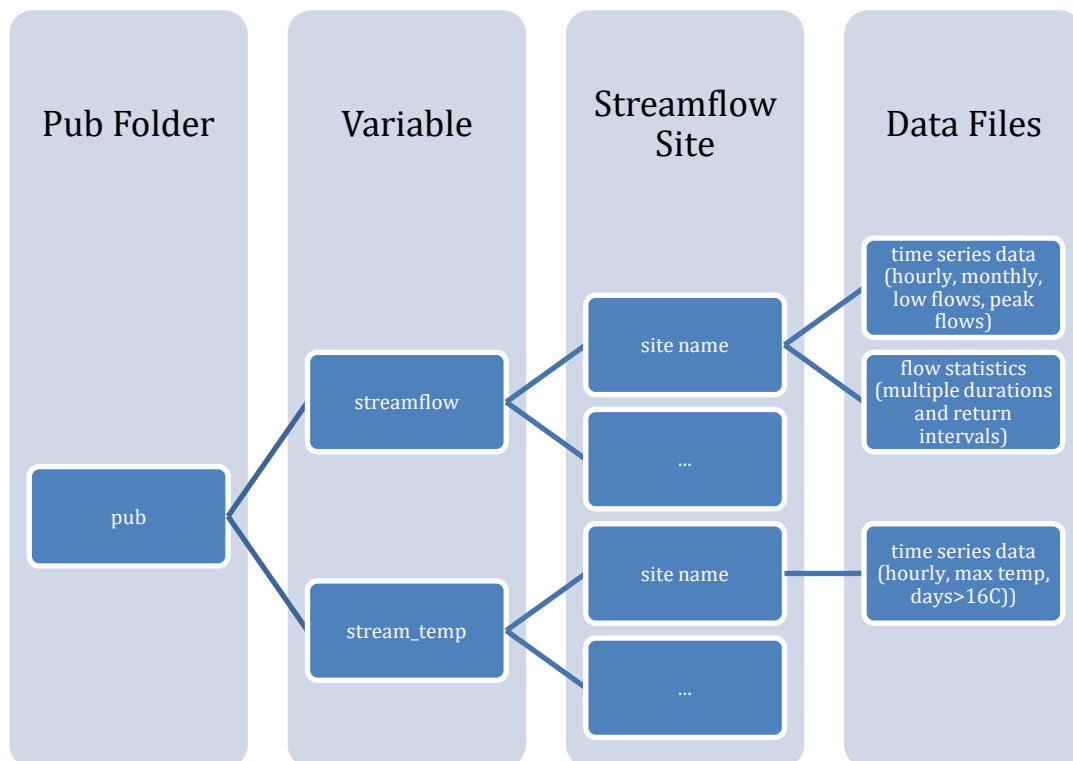 Pub Folder
Variable
Streamflow
Site
Data Files
pub
streamflow
stream_temp
site name
...
site name
...
time series data
(hourly, monthly,
low flows, peak
flows)
flow statistics
(multiple durations
and return
intervals)
time series data
(hourly, max temp,
days>16C))